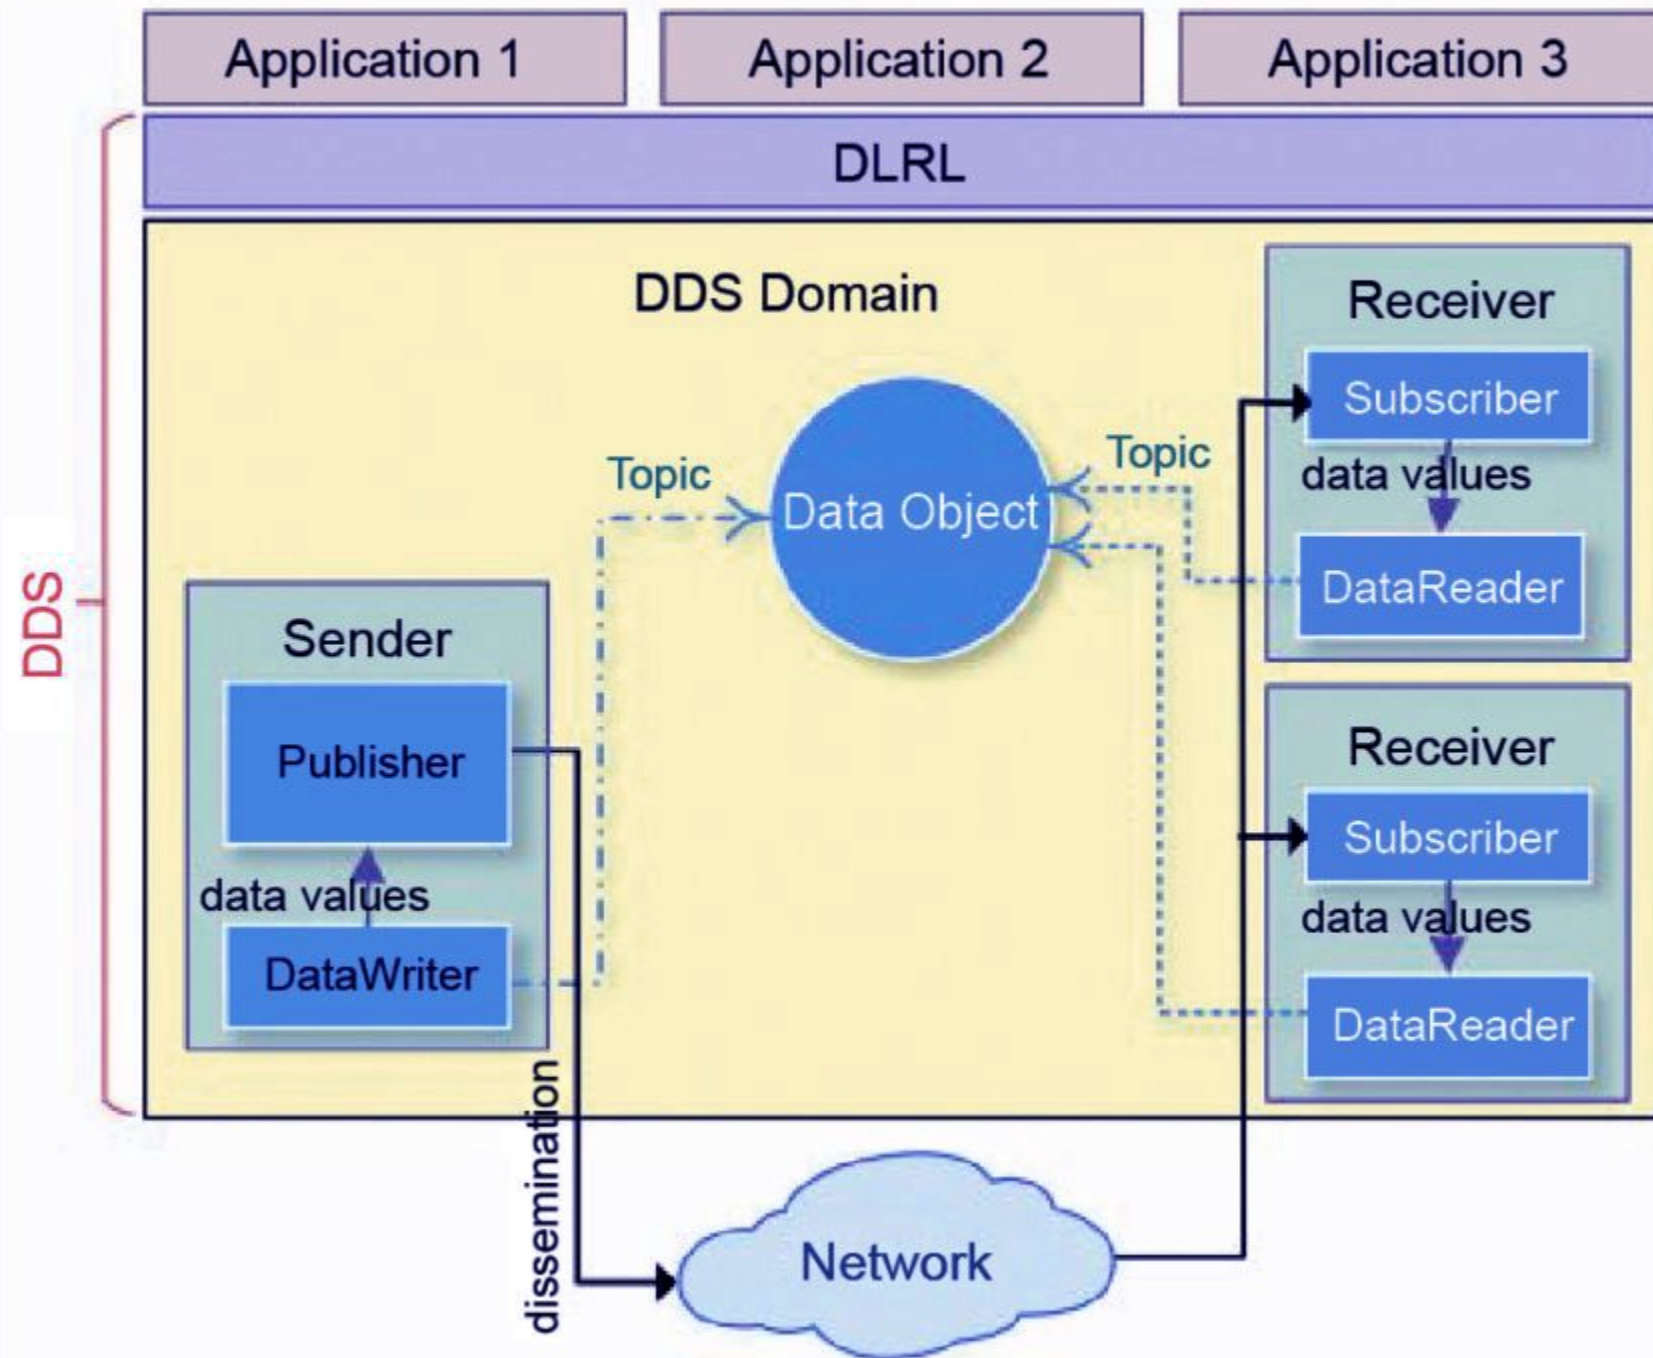 Application 1
Application 2
Application 3
DLRL
DDS Domain
DDS
Receiver
Subscriber
data values
DataReader
Topic
Data Object
Topic
Sender
Publisher
data values
DataWriter
Receiver
Subscriber
data values
DataReader
dissemination
Network